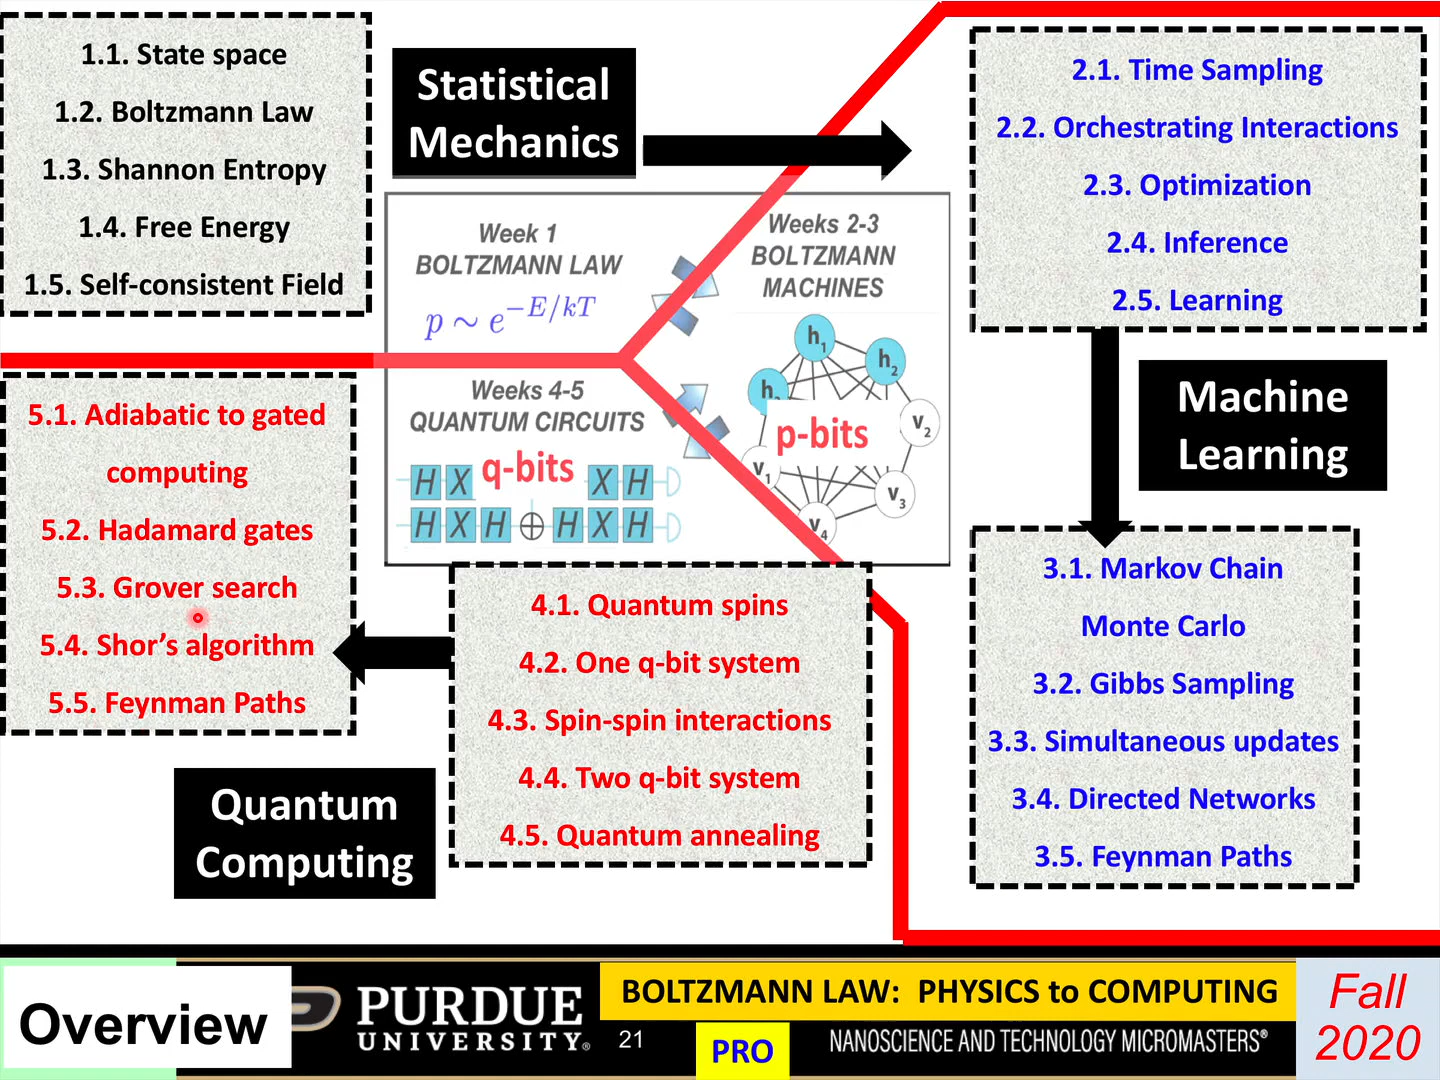 1.1. State space
1.2. Boltzmann Law
1.3. Shannon Entropy
1.4. Free Energy
1.5. Self-consistent Field
Statistical
Mechanics
2.1. Time Sampling
2.2. Orchestrating Interactions
2.3. Optimization
2.4. Inference
2.5. Learning
Week 1
BOLTZMANN LAW
p ~ e^{-E/kT}
Weeks 2-3
BOLTZMANN
MACHINES
h1
h2
v2
p-bits
v1
v3
v4
Weeks 4-5
QUANTUM CIRCUITS
q-bits
H X X H
H X H ⊕ H X H
Machine
Learning
5.1. Adiabatic to gated
computing
5.2. Hadamard gates
5.3. Grover search
5.4. Shor’s algorithm
5.5. Feynman Paths
4.1. Quantum spins
4.2. One q-bit system
4.3. Spin-spin interactions
4.4. Two q-bit system
4.5. Quantum annealing
3.1. Markov Chain
Monte Carlo
3.2. Gibbs Sampling
3.3. Simultaneous updates
3.4. Directed Networks
3.5. Feynman Paths
Quantum
Computing
Overview
PURDUE
UNIVERSITY®
21
BOLTZMANN LAW: PHYSICS to COMPUTING
PRO
NANOSCIENCE AND TECHNOLOGY MICROMASTERS®
Fall
2020